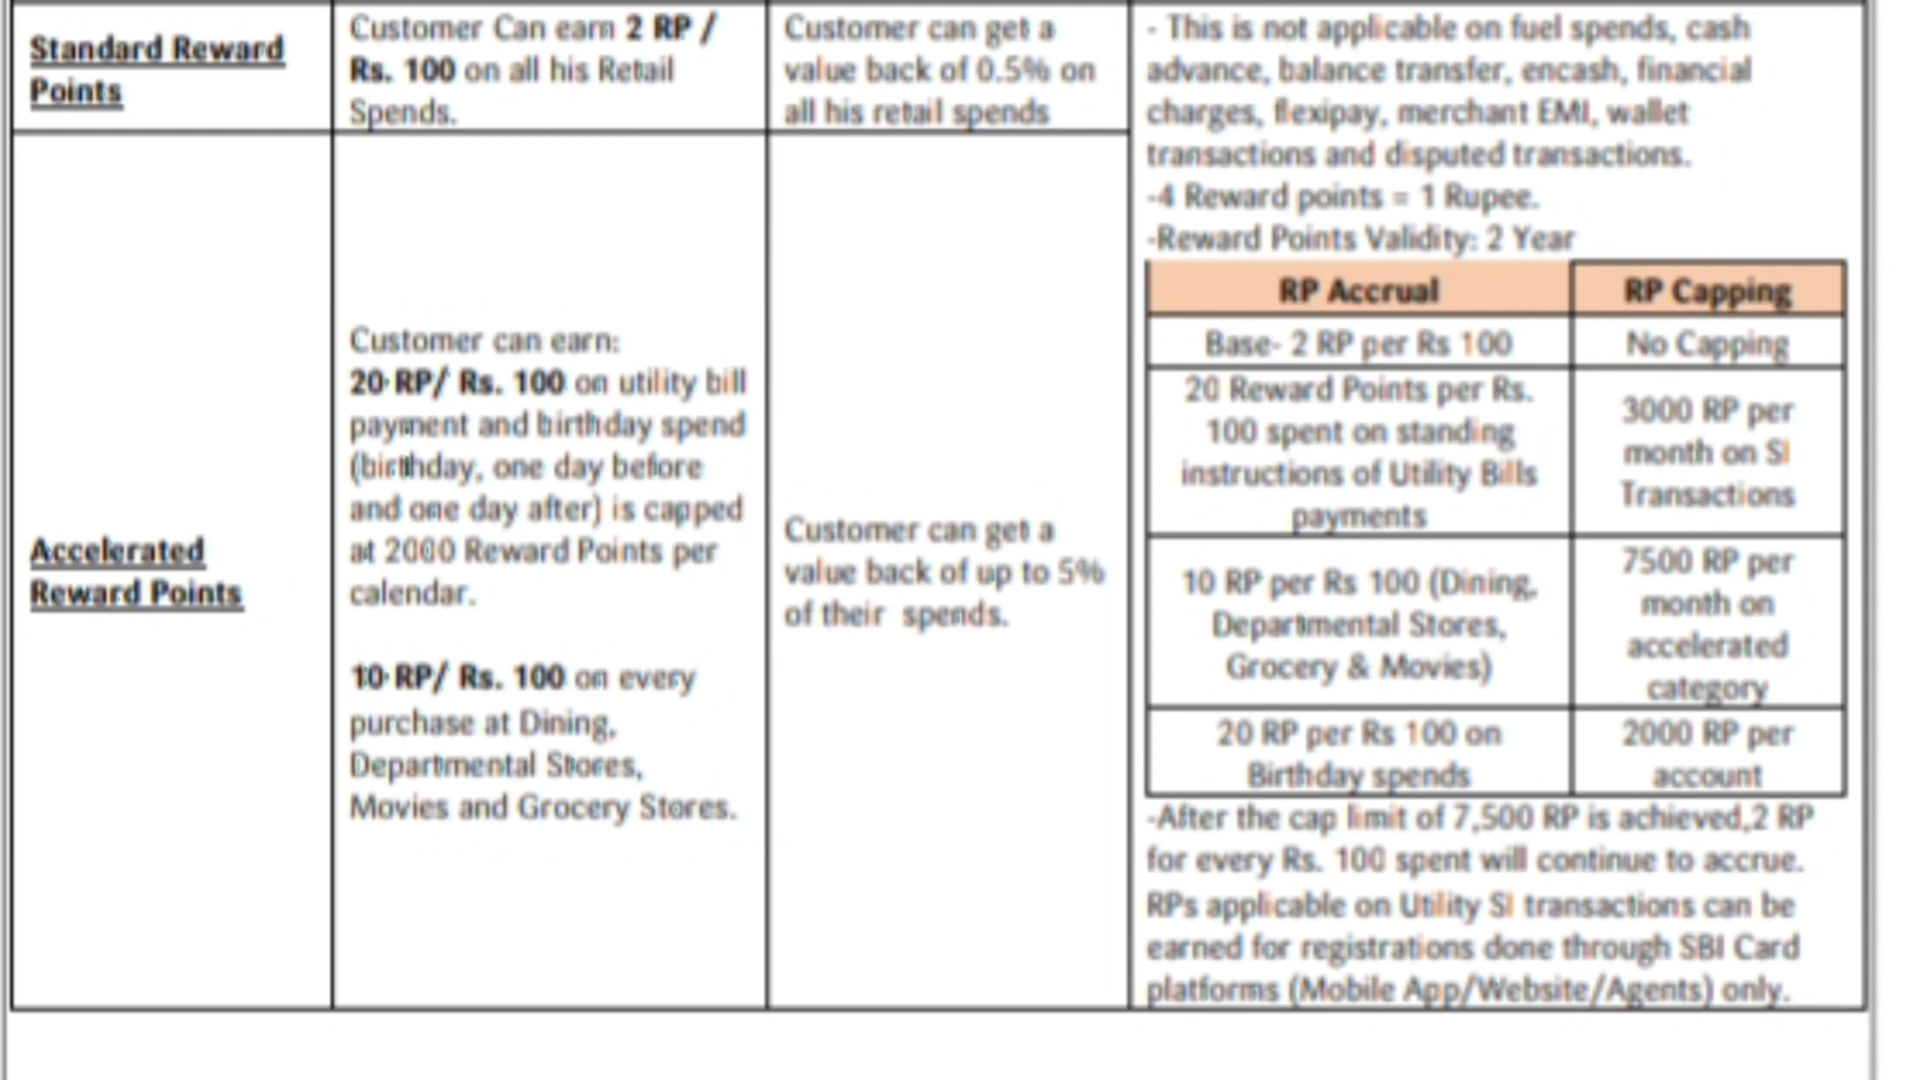 Standard Reward
Points
Customer Can earn 2 RP /
Rs. 100 on all his Retail
Spends.
Customer can get a
value back of 0.5% on
all his retail spends
- This is not applicable on fuel spends, cash
advance, balance transfer, encash, financial
charges, flexipay, merchant EMI, wallet
transactions and disputed transactions.
-4 Reward points = 1 Rupee.
-Reward Points Validity: 2 Year
Accelerated
Reward Points
Customer can earn:
20 RP/ Rs. 100 on utility bill
payment and birthday spend
(birthday, one day before
and one day after) is capped
at 2000 Reward Points per
calendar.
10 RP/ Rs. 100 on every
purchase at Dining,
Departmental Stores,
Movies and Grocery Stores.
Customer can get a
value back of up to 5%
of their spends.
RP Accrual
RP Capping
Base- 2 RP per Rs 100
No Capping
20 Reward Points per Rs.
100 spent on standing
instructions of Utility Bills
payments
3000 RP per
month on SI
Transactions
10 RP per Rs 100 (Dining,
Departmental Stores,
Grocery & Movies)
7500 RP per
month on
accelerated
category
20 RP per Rs 100 on
Birthday spends
2000 RP per
account
-After the cap limit of 7,500 RP is achieved,2 RP
for every Rs. 100 spent will continue to accrue.
RPs applicable on Utility SI transactions can be
earned for registrations done through SBI Card
platforms (Mobile App/Website/Agents) only.